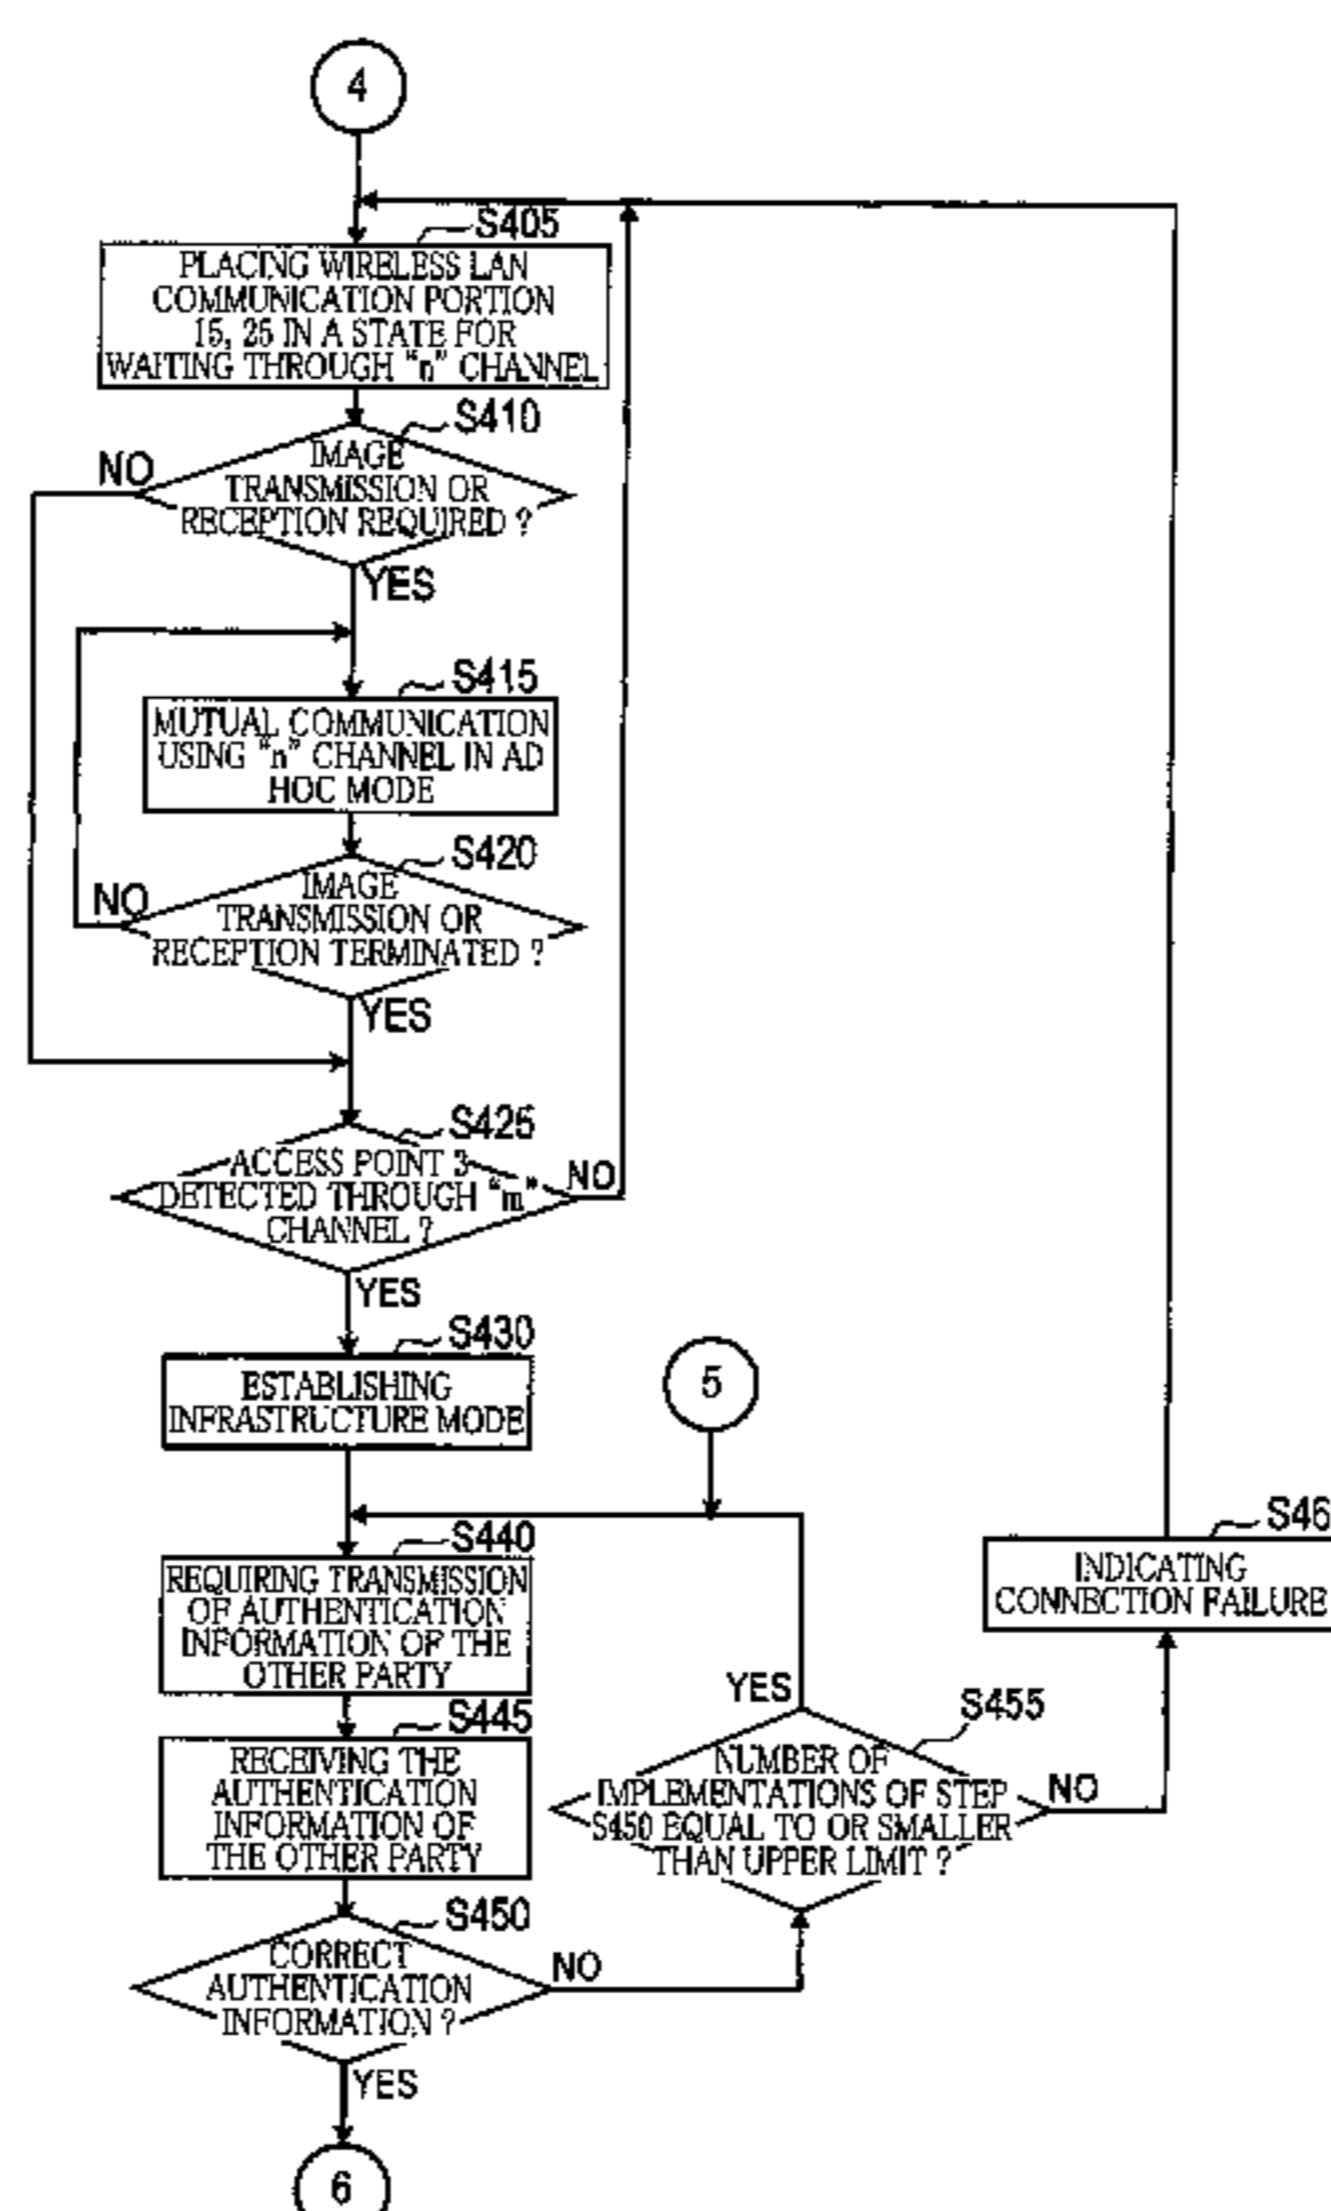 4
S405
PLACING WIRELESS LAN
COMMUNICATION PORTION
15, 25 IN A STATE FOR
WAITING THROUGH “n” CHANNEL
S410
IMAGE
TRANSMISSION OR
RECEPTION REQUIRED ?
NO
YES
S415
MUTUAL COMMUNICATION
USING “n” CHANNEL IN AD
HOC MODE
S420
IMAGE
TRANSMISSION OR
RECEPTION TERMINATED ?
NO
YES
S425
ACCESS POINT 3
DETECTED THROUGH “m”
CHANNEL ?
NO
YES
S430
ESTABLISHING
INFRASTRUCTURE MODE
5
S440
REQUIRING TRANSMISSION
OF AUTHENTICATION
INFORMATION OF THE
OTHER PARTY
S445
RECEIVING THE
AUTHENTICATION
INFORMATION OF
THE OTHER PARTY
S450
CORRECT
AUTHENTICATION
INFORMATION ?
NO
YES
6
S455
NUMBER OF
IMPLEMENTATIONS OF STEP
S450 EQUAL TO OR SMALLER
THAN UPPER LIMIT ?
YES
NO
S46
INDICATING
CONNECTION FAILURE